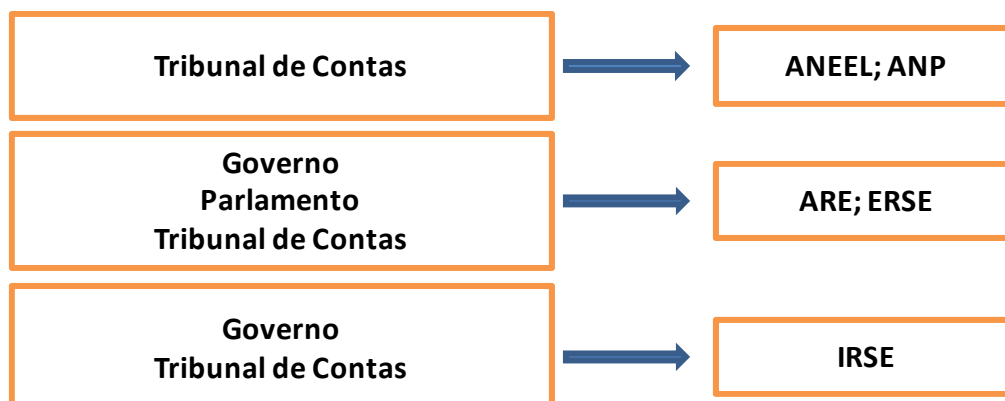 Tribunal de Contas
ANEEL; ANP
Governo
Parlamento
Tribunal de Contas
ARE; ERSE
Governo
Tribunal de Contas
IRSE